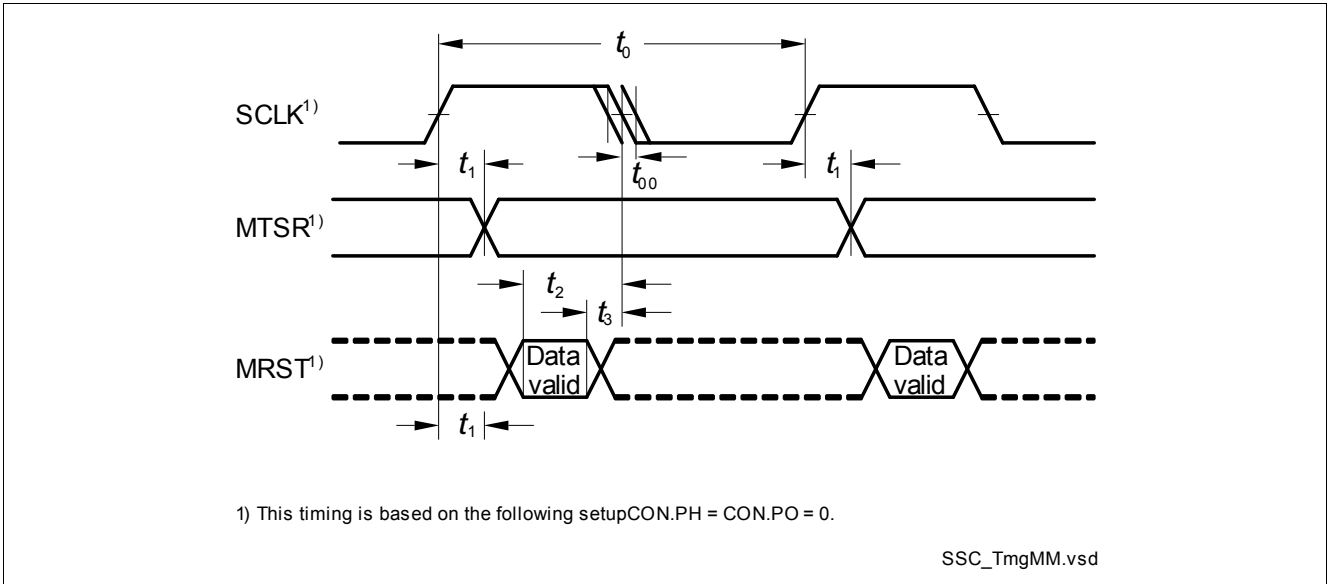 t0
SCLK1)
t1
t00
t1
MTSR1)
t2
t3
MRST1)
Data
valid
Data
valid
t1
1) This timing is based on the following setupCON.PH = CON.PO = 0.
SSC_TmgMM.vsd